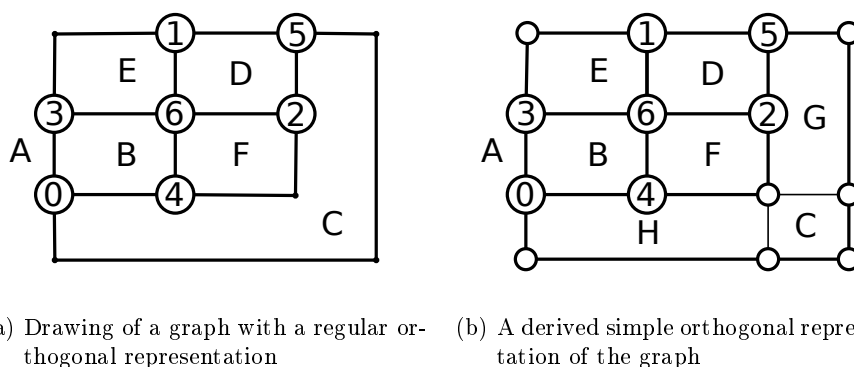 1 5 1 5
E D E D
3 6 2 3 6 2 G
A B F A B F
0 4 0 4
C H C
a) Drawing of a graph with a regular or- (b) A derived simple orthogonal repre
thogonal representation tation of the graph